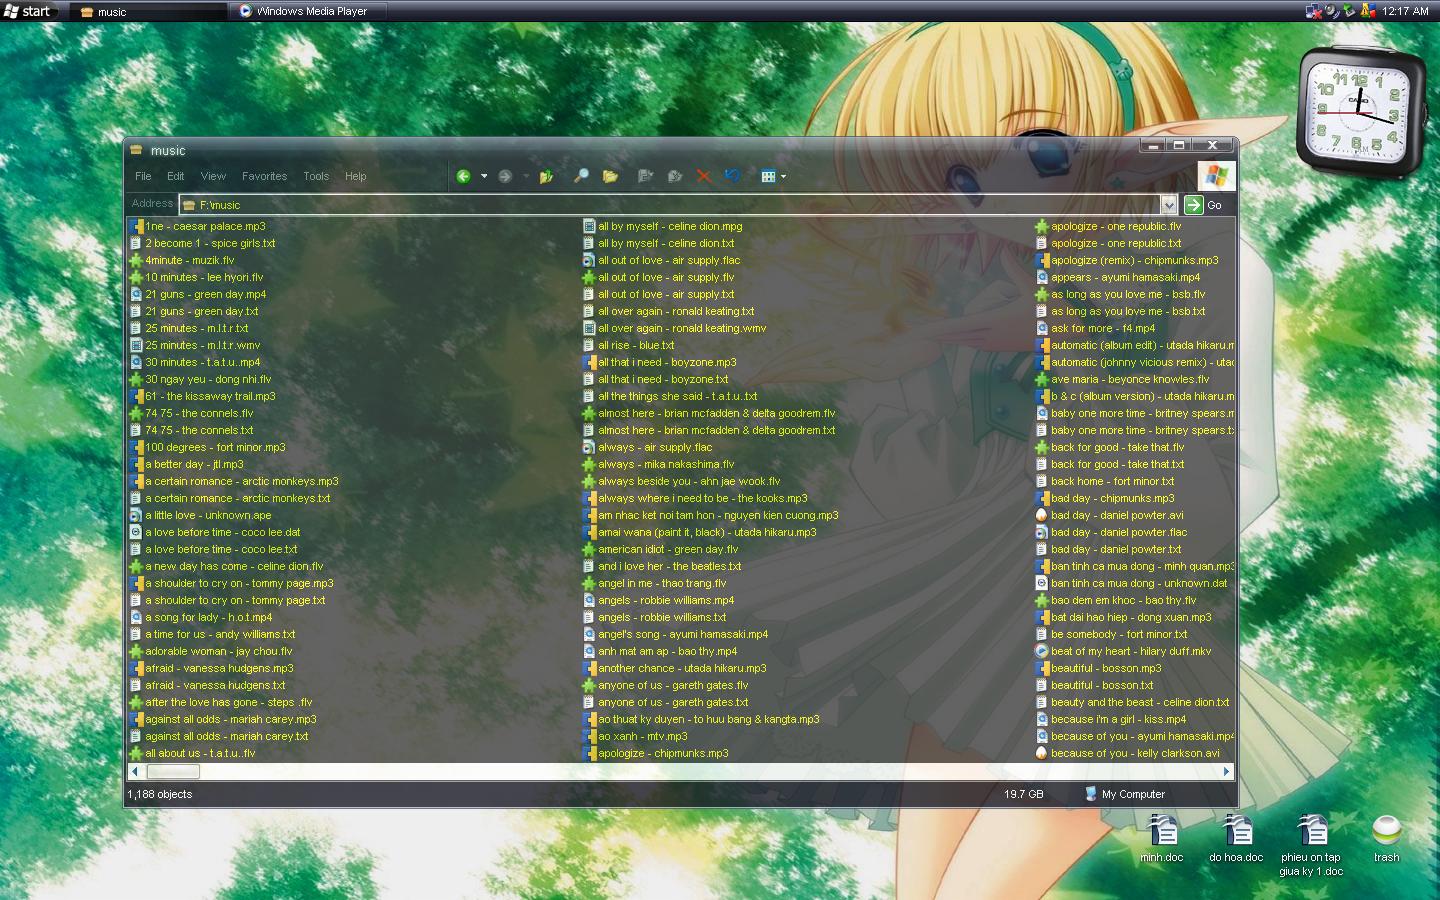 start
music
Windows Media Player
12:17 AM
music
File Edit View Favorites Tools Help
Address F:\music Go
1ne - caesar palace.mp3
2 become 1 - spice girls.txt
4minute - muzik.flv
10 minutes - lee hyori.flv
21 guns - green day.mp4
21 guns - green day.txt
25 minutes - m.l.t.r.txt
25 minutes - m.l.t.r.wmv
30 minutes - t.a.t.u..mp4
30 ngay yeu - dong nhi.flv
61 - the kissaway trail.mp3
74 75 - the connels.flv
74 75 - the connels.txt
100 degrees - fort minor.mp3
a better day - jtl.mp3
a certain romance - arctic monkeys.mp3
a certain romance - arctic monkeys.txt
a little love - unknown.ape
a love before time - coco lee.dat
a love before time - coco lee.txt
a new day has come - celine dion.flv
a shoulder to cry on - tommy page.mp3
a shoulder to cry on - tommy page.txt
a song for lady - h.o.t.mp4
a time for us - andy williams.txt
adorable woman - jay chou.flv
afraid - vanessa hudgens.mp3
afraid - vanessa hudgens.txt
after the love has gone - steps .flv
against all odds - mariah carey.mp3
against all odds - mariah carey.txt
all about us - t.a.t.u..flv
all by myself - celine dion.mpg
all by myself - celine dion.txt
all out of love - air supply.flac
all out of love - air supply.flv
all out of love - air supply.txt
all over again - ronald keating.txt
all over again - ronald keating.wmv
all rise - blue.txt
all that i need - boyzone.mp3
all that i need - boyzone.txt
all the things she said - t.a.t.u..txt
almost here - brian mcfadden & delta goodrem.flv
almost here - brian mcfadden & delta goodrem.txt
always - air supply.flac
always - mika nakashima.flv
always beside you - ahn jae wook.flv
always where i need to be - the kooks.mp3
am nhac ket noi tam hon - nguyen kien cuong.mp3
amai wana (paint it, black) - utada hikaru.mp3
american idiot - green day.flv
and i love her - the beatles.txt
angel in me - thao trang.flv
angels - robbie williams.mp4
angels - robbie williams.txt
angel's song - ayumi hamasaki.mp4
anh mat am ap - bao thy.mp4
another chance - utada hikaru.mp3
anyone of us - gareth gates.flv
anyone of us - gareth gates.txt
ao thuat ky duyen - to huu bang & kangta.mp3
ao xanh - mtv.mp3
apologize - chipmunks.mp3
apologize - one republic.flv
apologize - one republic.txt
apologize (remix) - chipmunks.mp3
appears - ayumi hamasaki.mp4
as long as you love me - bsb.flv
as long as you love me - bsb.txt
ask for more - f4.mp4
automatic (album edit) - utada hikaru.m
automatic (johnny vicious remix) - utac
ave maria - beyonce knowles.flv
b & c (album version) - utada hikaru.m
baby one more time - britney spears.m
baby one more time - britney spears.t
back for good - take that.flv
back for good - take that.txt
back home - fort minor.txt
bad day - chipmunks.mp3
bad day - daniel powter.avi
bad day - daniel powter.flac
bad day - daniel powter.txt
ban tinh ca mua dong - minh quan.mp3
ban tinh ca mua dong - unknown.dat
bao dem em khoc - bao thy.flv
bat dai hao hiep - dong xuan.mp3
be somebody - fort minor.txt
beat of my heart - hilary duff.mkv
beautiful - bosson.mp3
beautiful - bosson.txt
beauty and the beast - celine dion.txt
because i'm a girl - kiss.mp4
because of you - ayumi hamasaki.mp4
because of you - kelly clarkson.avi
1,188 objects
19.7 GB
My Computer
minh.doc
do hoa.doc
phieu on tap
giua ky 1.doc
trash
11 12 1
10 2
9 3
8 4
7 6 5
CASIO